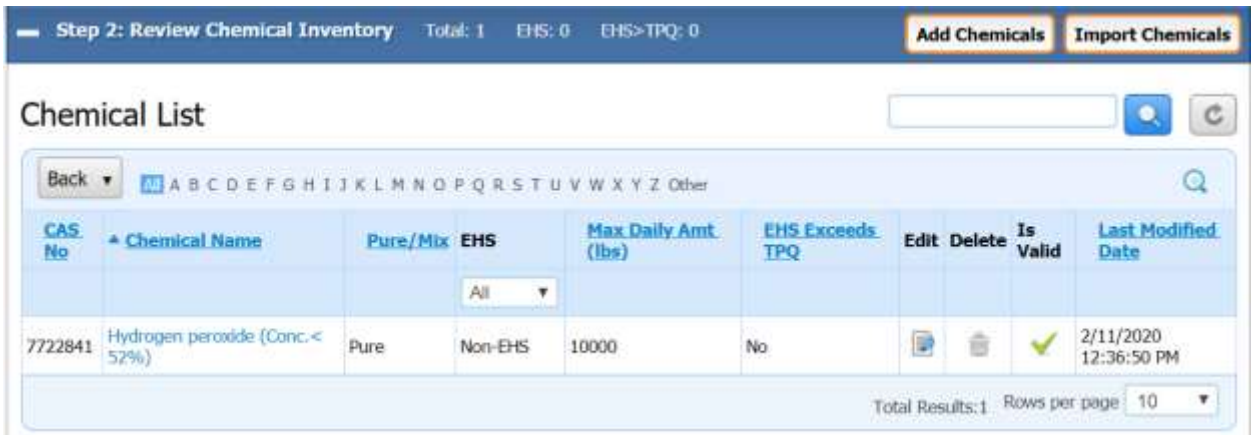 Step 2: Review Chemical Inventory Total: 1 EHS: 0 EHS>TPQ: 0 Add Chemicals Import Chemicals
Chemical List
Back All A B C D E F G H I J K L M N O P Q R S T U V W X Y Z Other
CAS No Chemical Name Pure/Mix EHS Max Daily Amt (lbs) EHS Exceeds TPQ Edit Delete Is Valid Last Modified Date
All
7722841 Hydrogen peroxide (Conc.< 52%) Pure Non-EHS 10000 No 2/11/2020 12:36:50 PM
Total Results:1 Rows per page 10